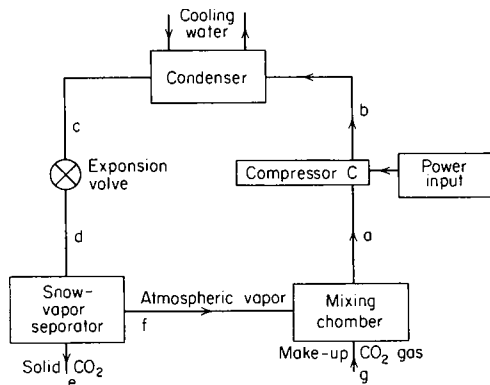 Cooling
water
Condenser
c
b
Expansion
volve
Compressor C
Power
input
d
a
Snow-
vapor
separator
Atmospheric vapor
f
Mixing
chamber
Solid CO2
e
Make-up CO2 gas
g